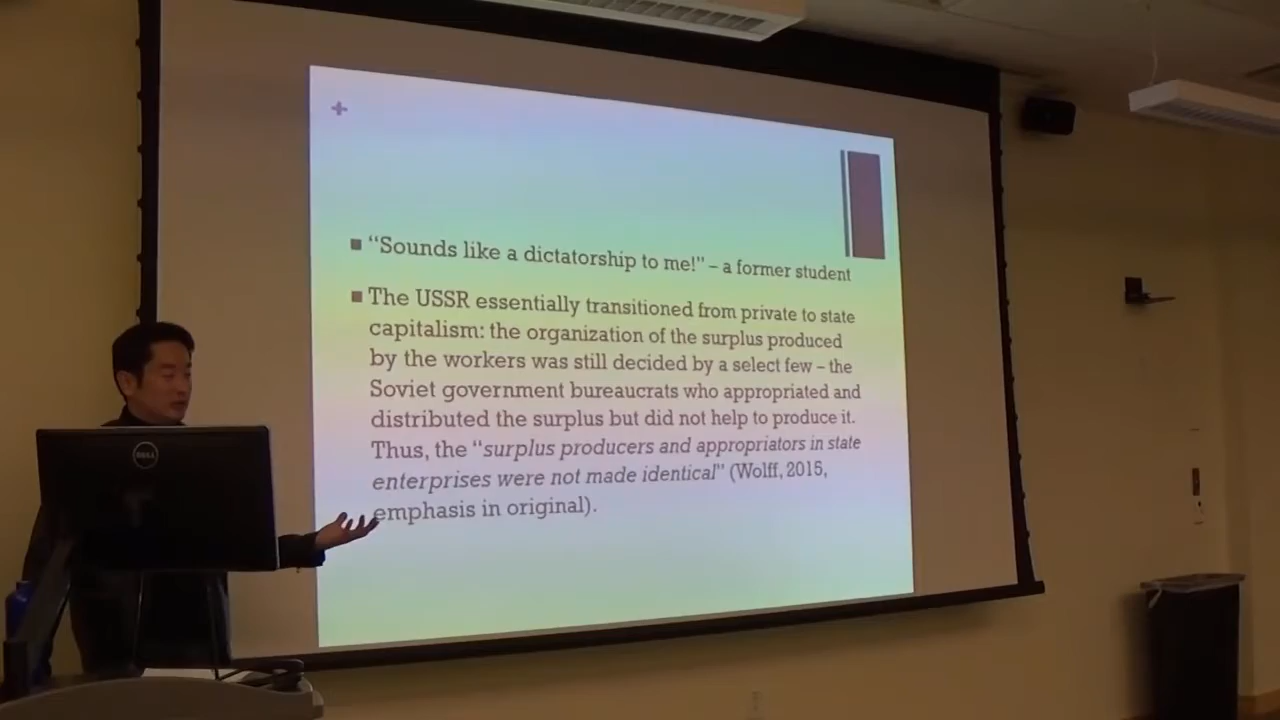 +
■ “Sounds like a dictatorship to me!” – a former student
■ The USSR essentially transitioned from private to state
capitalism: the organization of the surplus produced
by the workers was still decided by a select few – the
Soviet government bureaucrats who appropriated and
distributed the surplus but did not help to produce it.
Thus, the “surplus producers and appropriators in state
enterprises were not made identical” (Wolff, 2015,
emphasis in original).
DELL